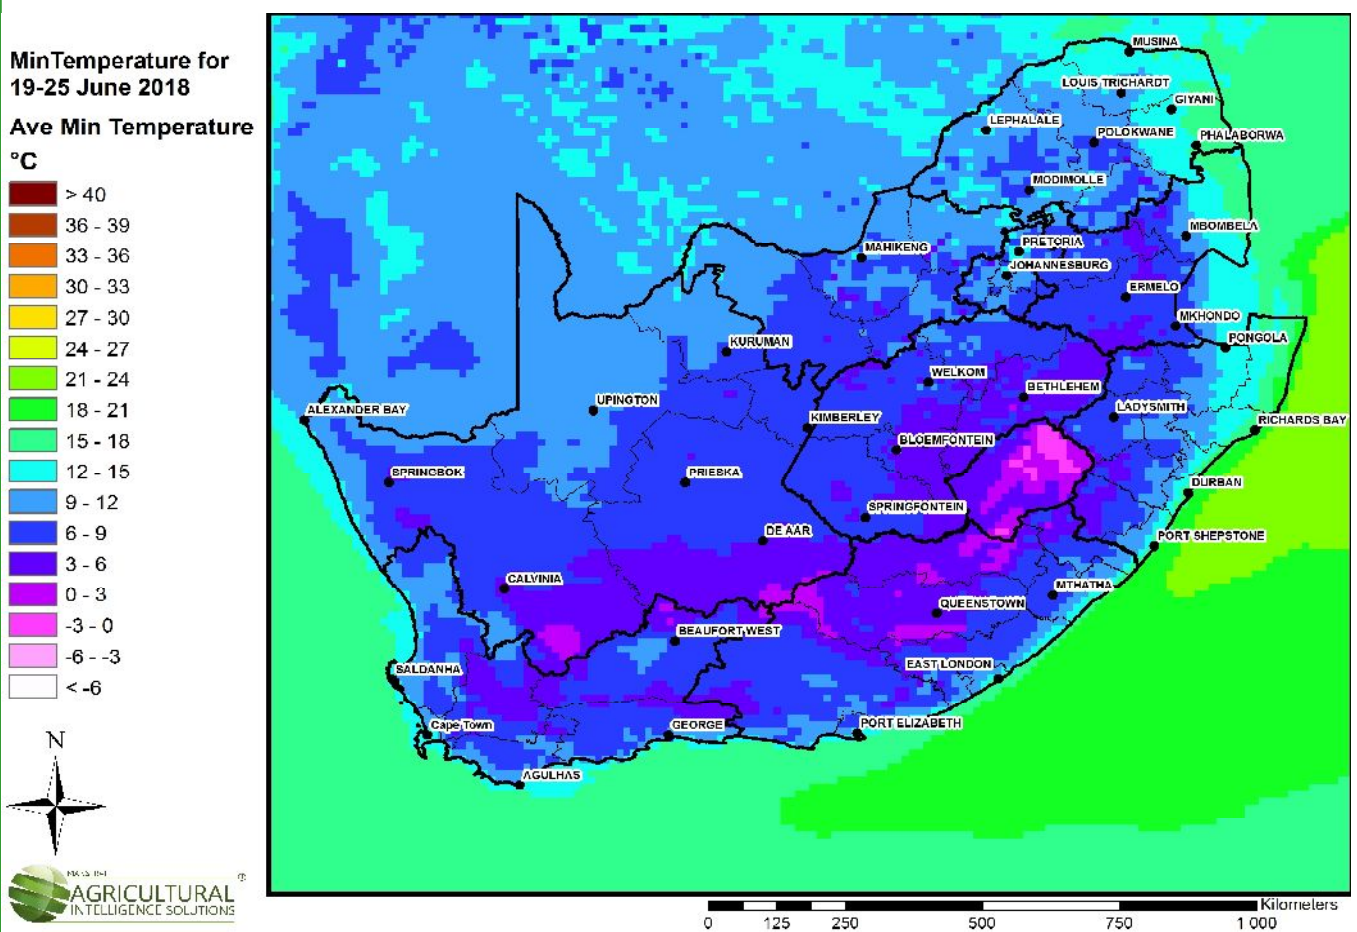 MinTemperature for
19-25 June 2018
Ave Min Temperature
°C
> 40
36 - 39
33 - 36
30 - 33
27 - 30
24 - 27
21 - 24
18 - 21
15 - 18
12 - 15
9 - 12
6 - 9
3 - 6
0 - 3
-3 - 0
-6 - -3
< -6
N
AGRICULTURAL ®
INTELLIGENCE SOLUTIONS
MUSINA
LOUIS TRICHARDT
GIYANI
LEPHALALE
POLOKWANE
PHALABORWA
MODIMOLLE
MBOMBELA
MAHIKENG
PRETORIA
JOHANNESBURG
ERMELO
MKHONDO
PONGOLA
KURUMAN
WELKOM
BETHLEHEM
ALEXANDER BAY
UPINGTON
KIMBERLEY
LADYSMITH
RICHARDS BAY
BLOEMFONTEIN
SPRINGBOK
PRIESKA
DURBAN
SPRINGFONTEIN
DE AAR
PORT SHEPSTONE
CALVINIA
MTHATHA
QUEENSTOWN
BEAUFORT WEST
EAST LONDON
SALDANHA
Cape Town
GEORGE
PORT ELIZABETH
AGULHAS
Kilometers
0 125 250 500 750 1 000